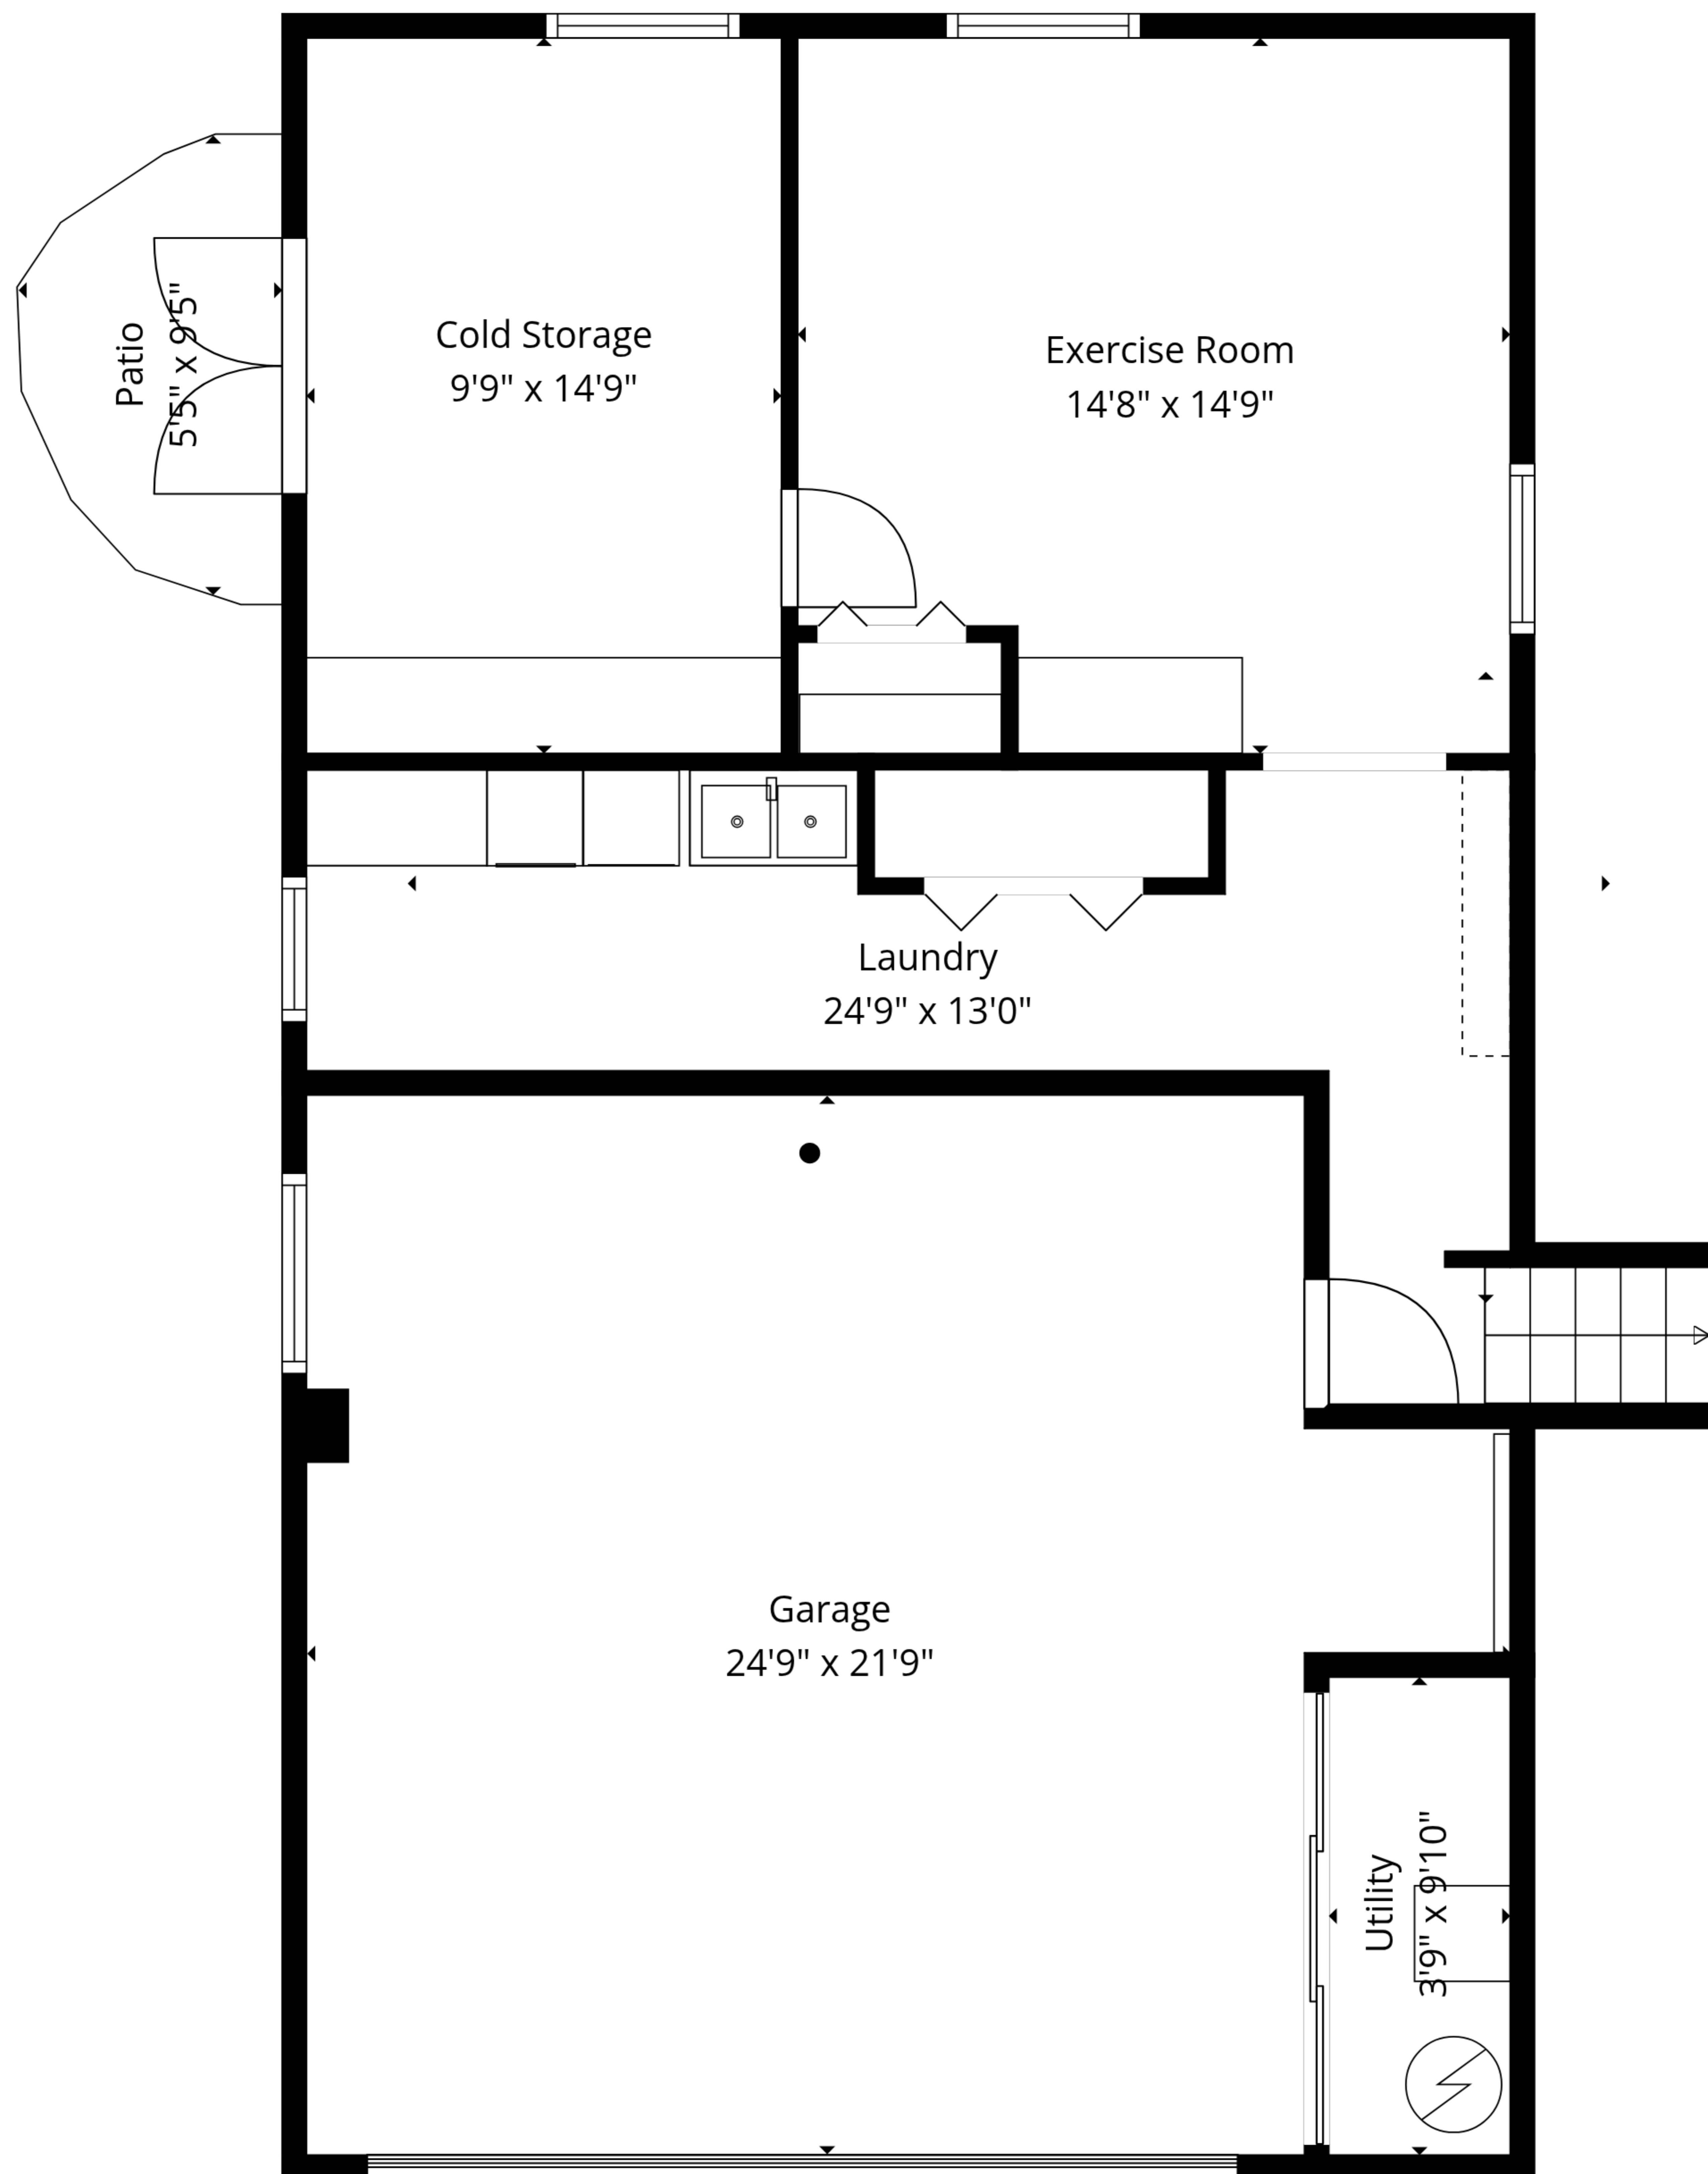 Cold Storage
9'9" x 14'9"
Exercise Room
14'8" x 14'9"
Patio
5'5" x 9'5"
Laundry
24'9" x 13'0"
Garage
24'9" x 21'9"
Utility
3'9" x 9'10"